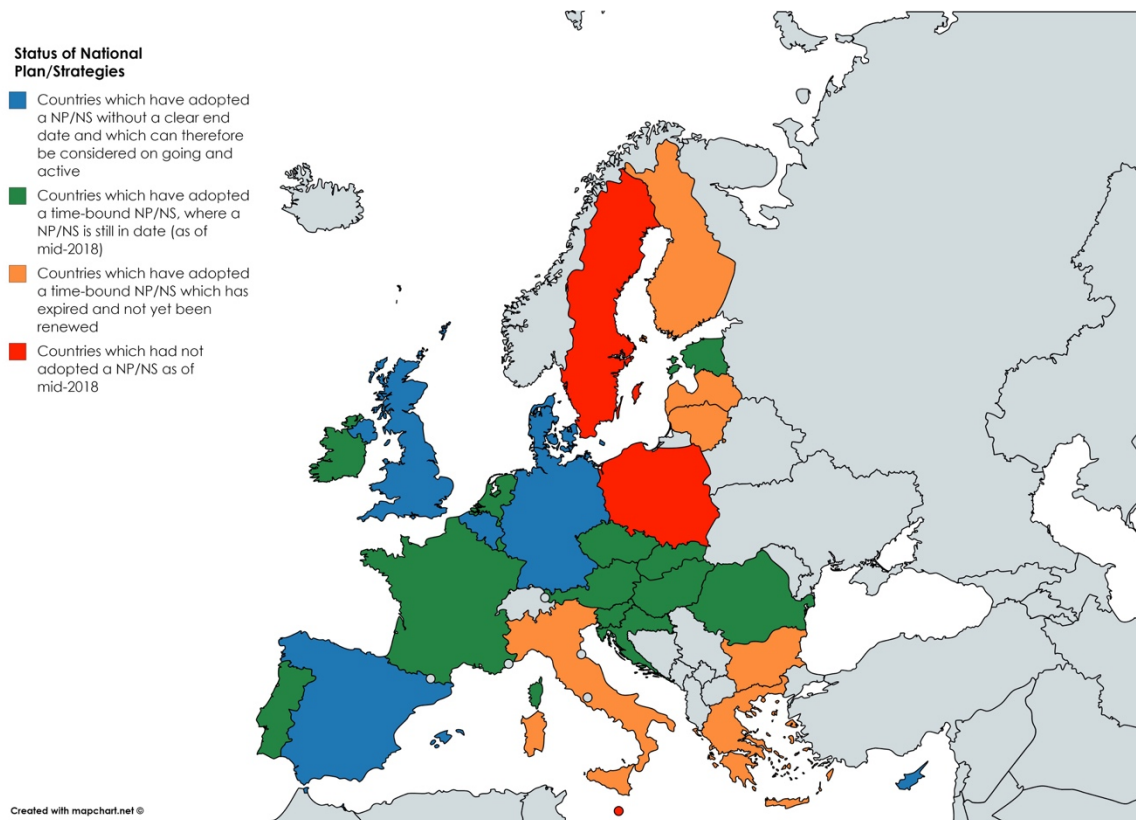 Status of National
Plan/Strategies
Countries which have adopted
a NP/NS without a clear end
date and which can therefore
be considered on going and
active
Countries which have adopted
a time-bound NP/NS, where a
NP/NS is still in date (as of
mid-2018)
Countries which have adopted
a time-bound NP/NS which has
expired and not yet been
renewed
Countries which had not
adopted a NP/NS as of
mid-2018
Created with mapchart.net ©